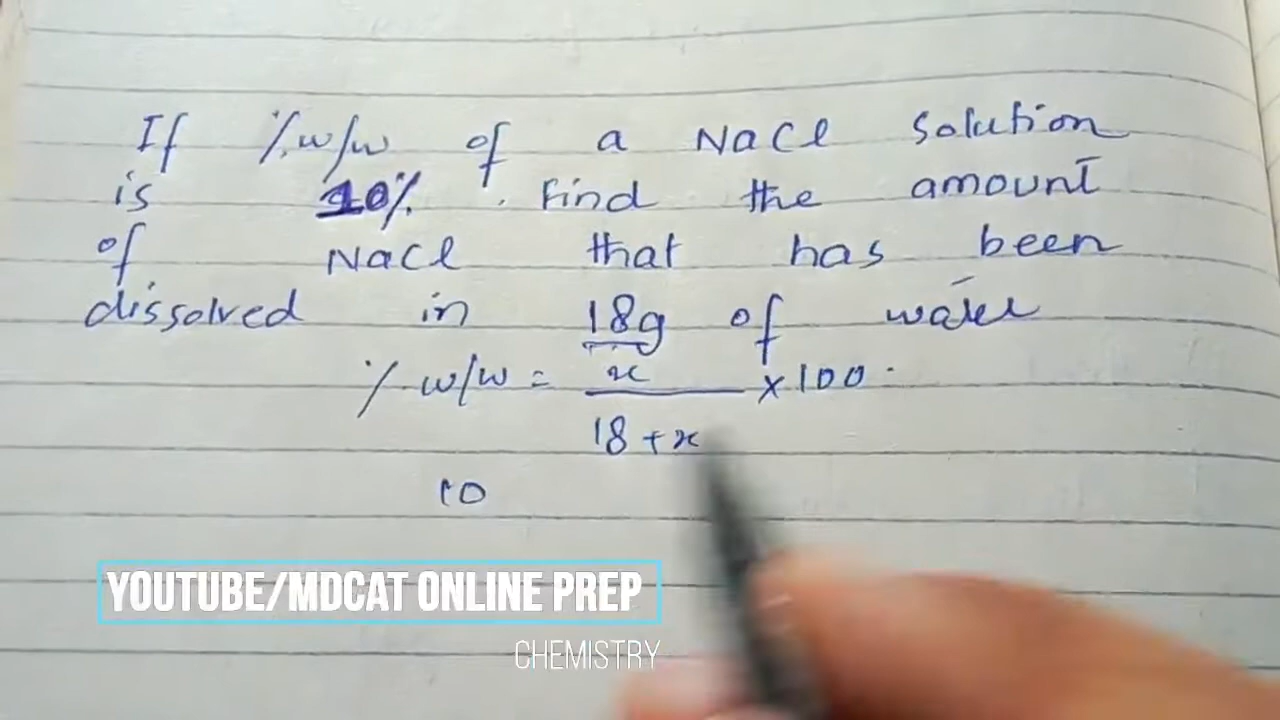 If %w/w of a NaCl solution
is 10%. Find the amount
of NaCl that has been
dissolved in 18g of water
% w/w = x/18+x ×100.
10
YOUTUBE/MDCAT ONLINE PREP
CHEMISTRY